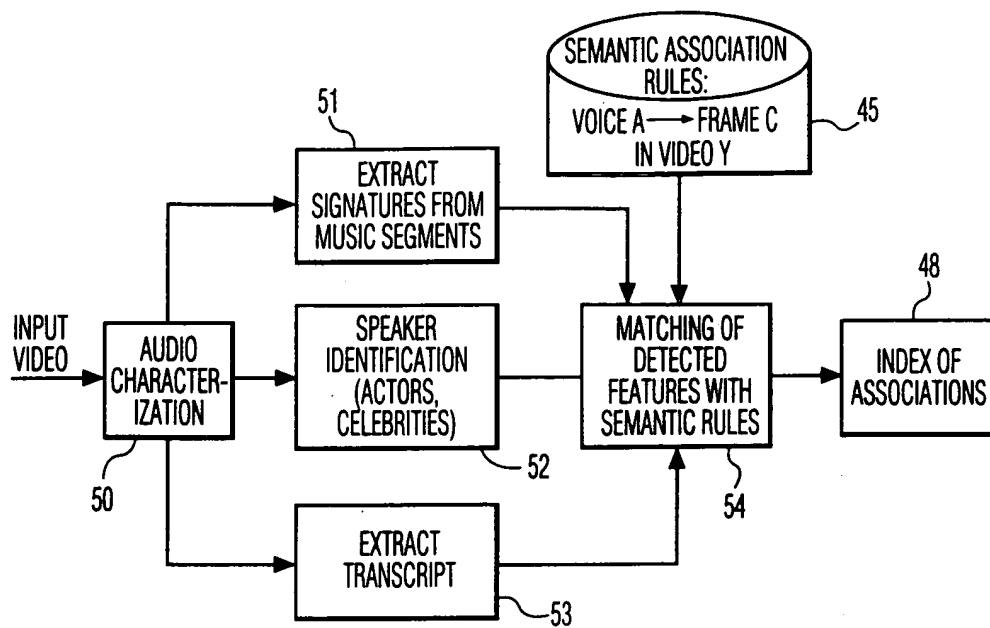 SEMANTIC ASSOCIATION
RULES:
VOICE A → FRAME C
IN VIDEO Y
45
51
EXTRACT
SIGNATURES FROM
MUSIC SEGMENTS
48
INPUT
VIDEO
AUDIO
CHARACTER-
IZATION
50
SPEAKER
IDENTIFICATION
(ACTORS,
CELEBRITIES)
52
MATCHING OF
DETECTED
FEATURES WITH
SEMANTIC RULES
54
INDEX OF
ASSOCIATIONS
EXTRACT
TRANSCRIPT
53